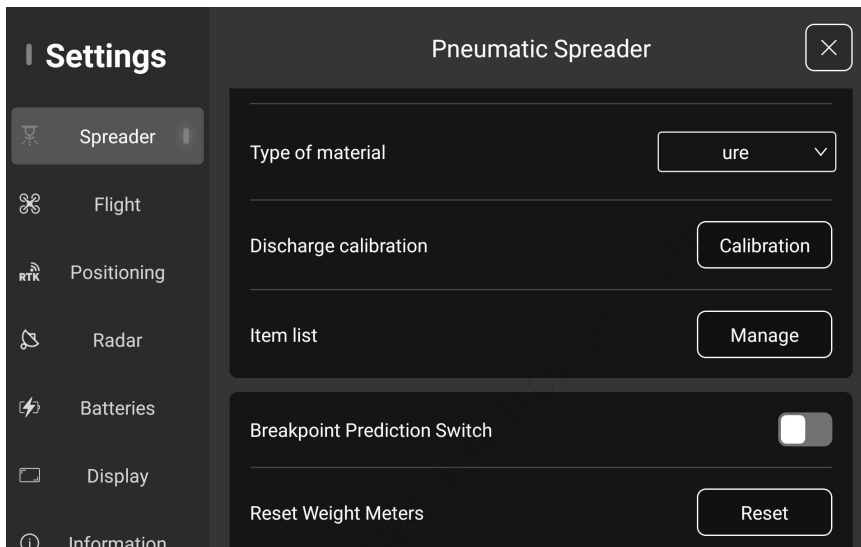 Settings
Pneumatic Spreader
Spreader
Type of material
ure
Flight
Discharge calibration
Calibration
RTK
Positioning
Item list
Manage
Radar
Batteries
Breakpoint Prediction Switch
Display
Reset Weight Meters
Reset
Information